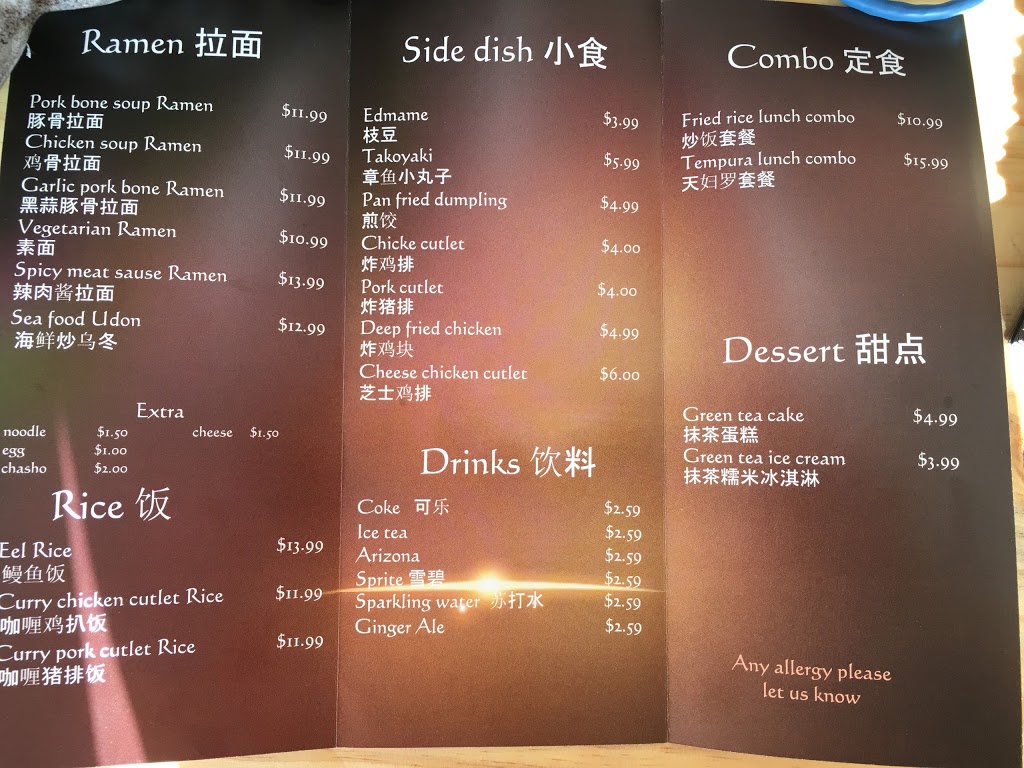 Ramen 拉面
Pork bone soup Ramen $11.99
豚骨拉面
Chicken soup Ramen $11.99
鸡骨拉面
Garlic pork bone Ramen $11.99
黑蒜豚骨拉面
Vegetarian Ramen $10.99
素面
Spicy meat sause Ramen $13.99
辣肉酱拉面
Sea food Udon $12.99
海鲜炒乌冬
Extra
noodle $1.50 cheese $1.50
egg $1.00
chasho $2.00
Rice 饭
Eel Rice $13.99
鳗鱼饭
Curry chicken cutlet Rice $11.99
咖喱鸡扒饭
Curry pork cutlet Rice $11.99
咖喱猪排饭
Side dish 小食
Edmame $3.99
枝豆
Takoyaki $5.99
章鱼小丸子
Pan fried dumpling $4.99
煎饺
Chicke cutlet $4.00
炸鸡排
Pork cutlet $4.00
炸猪排
Deep fried chicken $4.99
炸鸡块
Cheese chicken cutlet $6.00
芝士鸡排
Drinks 饮料
Coke 可乐 $2.59
Ice tea $2.59
Arizona $2.59
Sprite 雪碧 $2.59
Sparkling water 苏打水 $2.59
Ginger Ale $2.59
Combo 定食
Fried rice lunch combo $10.99
炒饭套餐
Tempura lunch combo $15.99
天妇罗套餐
Dessert 甜点
Green tea cake $4.99
抹茶蛋糕
Green tea ice cream $3.99
抹茶糯米冰淇淋
Any allergy please
let us know